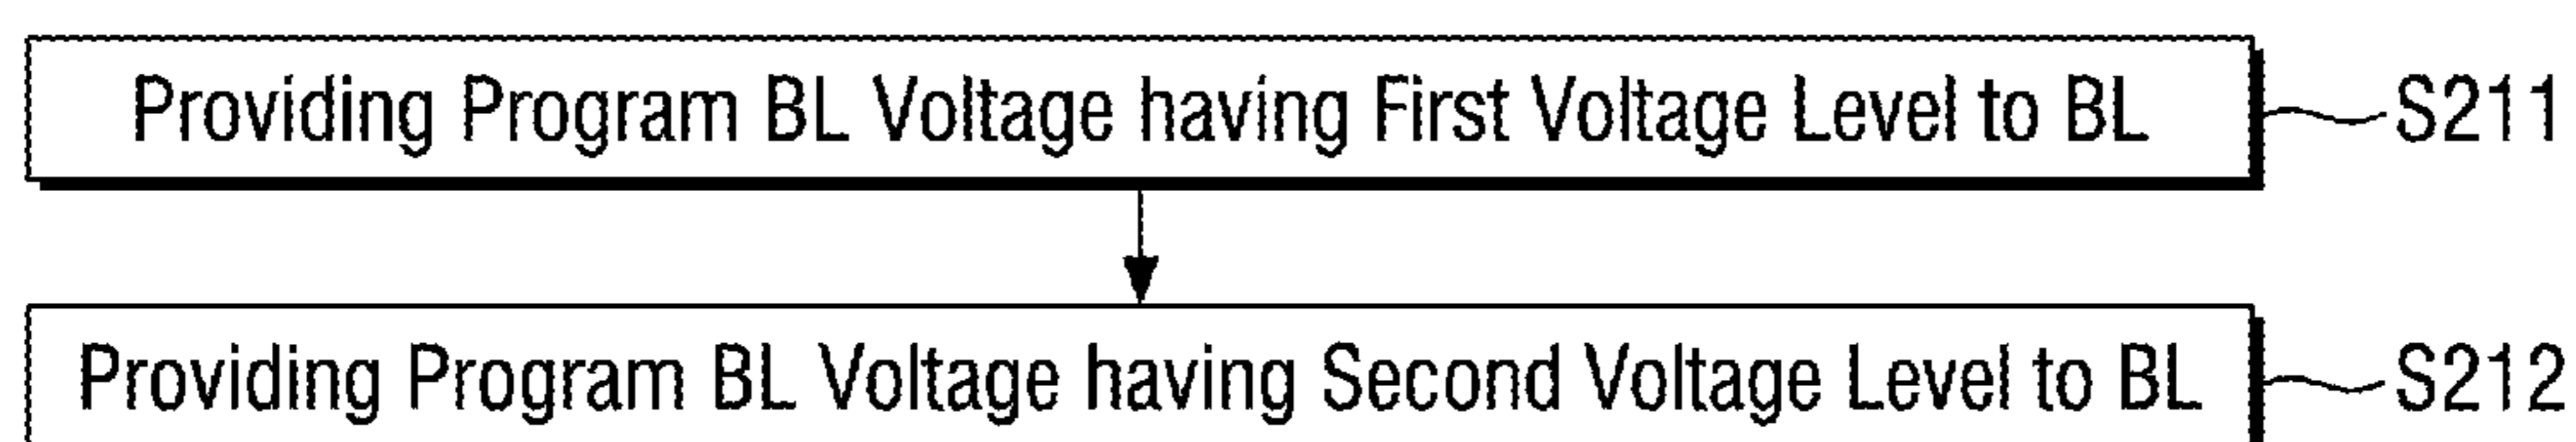 Providing Program BL Voltage having First Voltage Level to BL S211
Providing Program BL Voltage having Second Voltage Level to BL S212